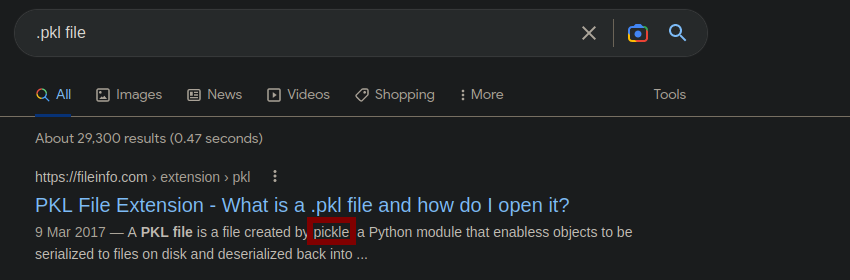 .pkl file
All Images News Videos Shopping More Tools
About 29,300 results (0.47 seconds)
https://fileinfo.com › extension › pkl
PKL File Extension - What is a .pkl file and how do I open it?
9 Mar 2017 — A PKL file is a file created by pickle a Python module that enabless objects to be
serialized to files on disk and deserialized back into ...